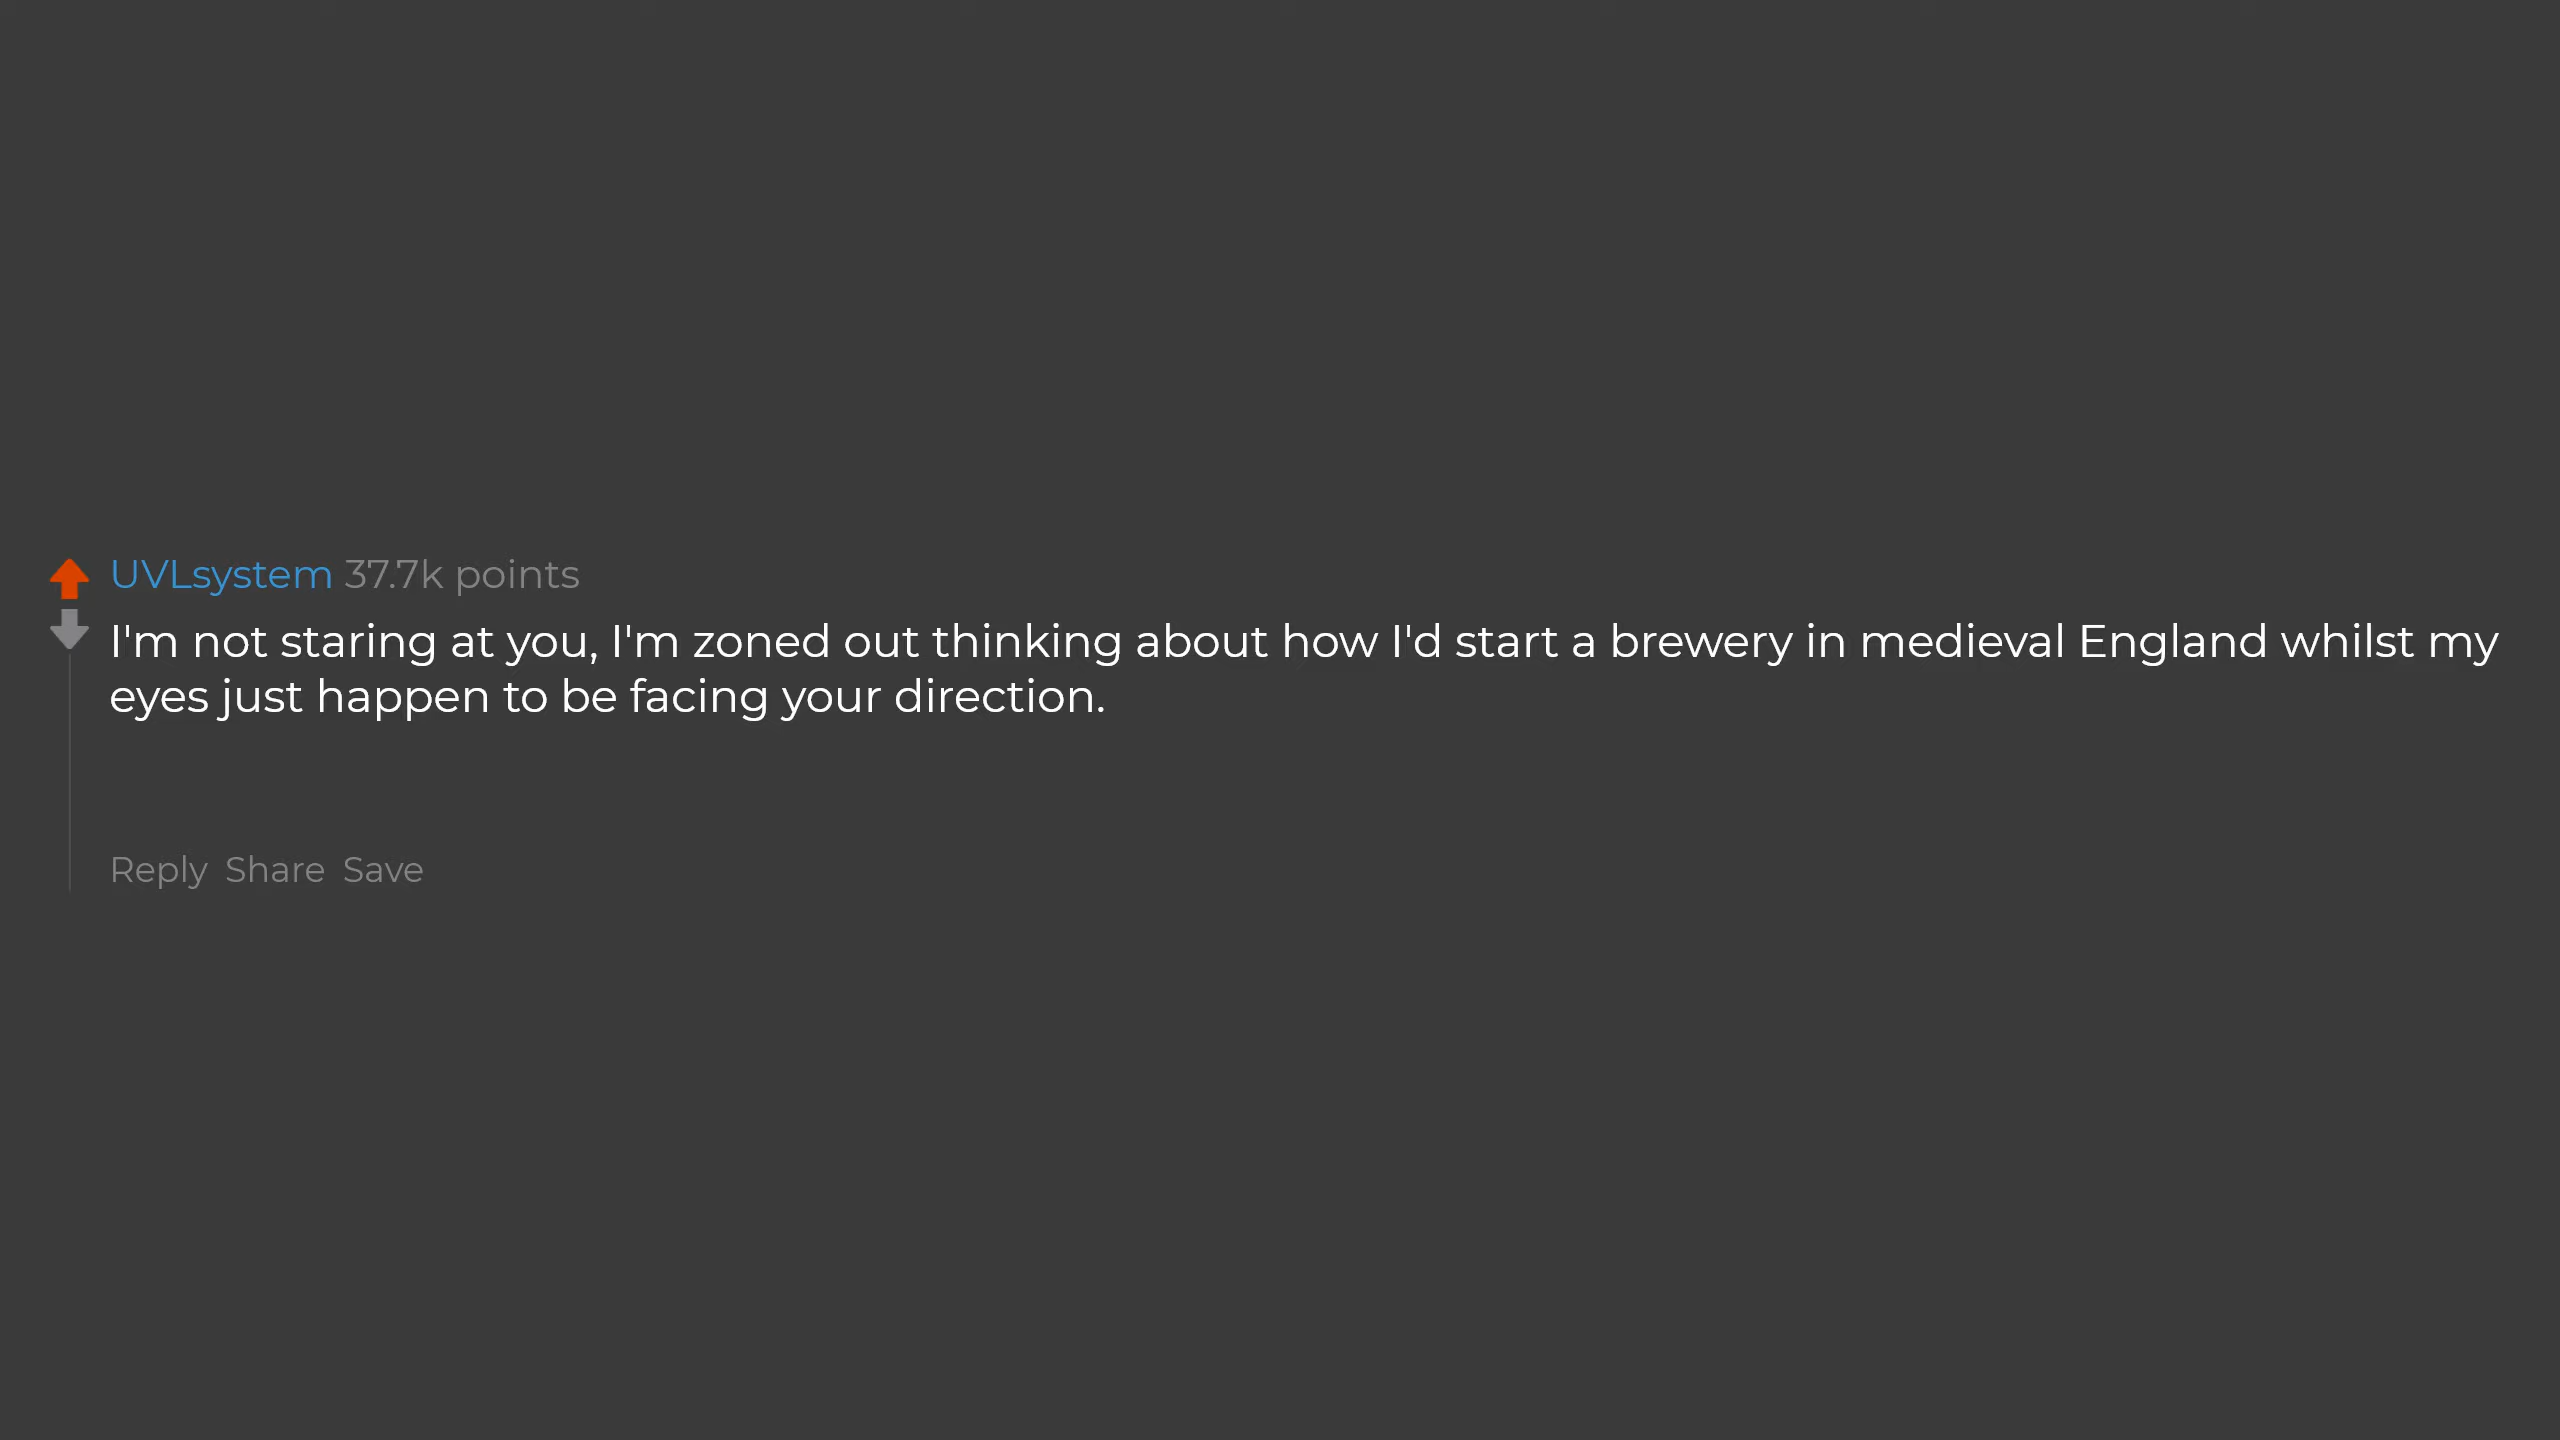 UVLsystem 37.7k points
I'm not staring at you, I'm zoned out thinking about how I'd start a brewery in medieval England whilst my
eyes just happen to be facing your direction.
Reply Share Save